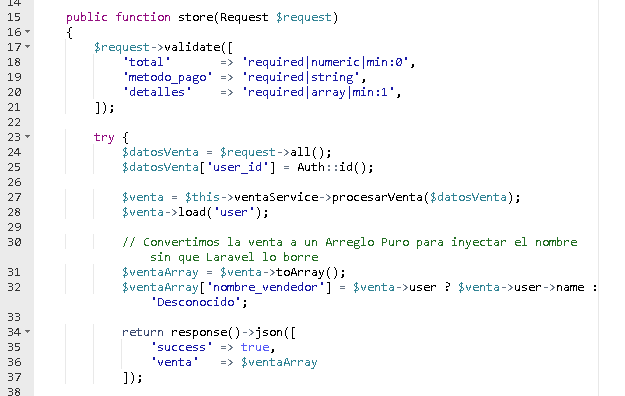 14
15 public function store(Request $request)
16 {
17 $request->validate([
18 'total' => 'required|numeric|min:0',
19 'metodo_pago' => 'required|string',
20 'detalles' => 'required|array|min:1',
21 ]);
22
23 try {
24 $datosVenta = $request->all();
25 $datosVenta['user_id'] = Auth::id();
26
27 $venta = $this->ventaService->procesarVenta($datosVenta);
28 $venta->load('user');
29
30 // Convertimos la venta a un Arreglo Puro para inyectar el nombre
sin que Laravel lo borre
31 $ventaArray = $venta->toArray();
32 $ventaArray['nombre_vendedor'] = $venta->user ? $venta->user->name :
'Desconocido';
33
34 return response()->json([
35 'success' => true,
36 'venta' => $ventaArray
37 ]);
38